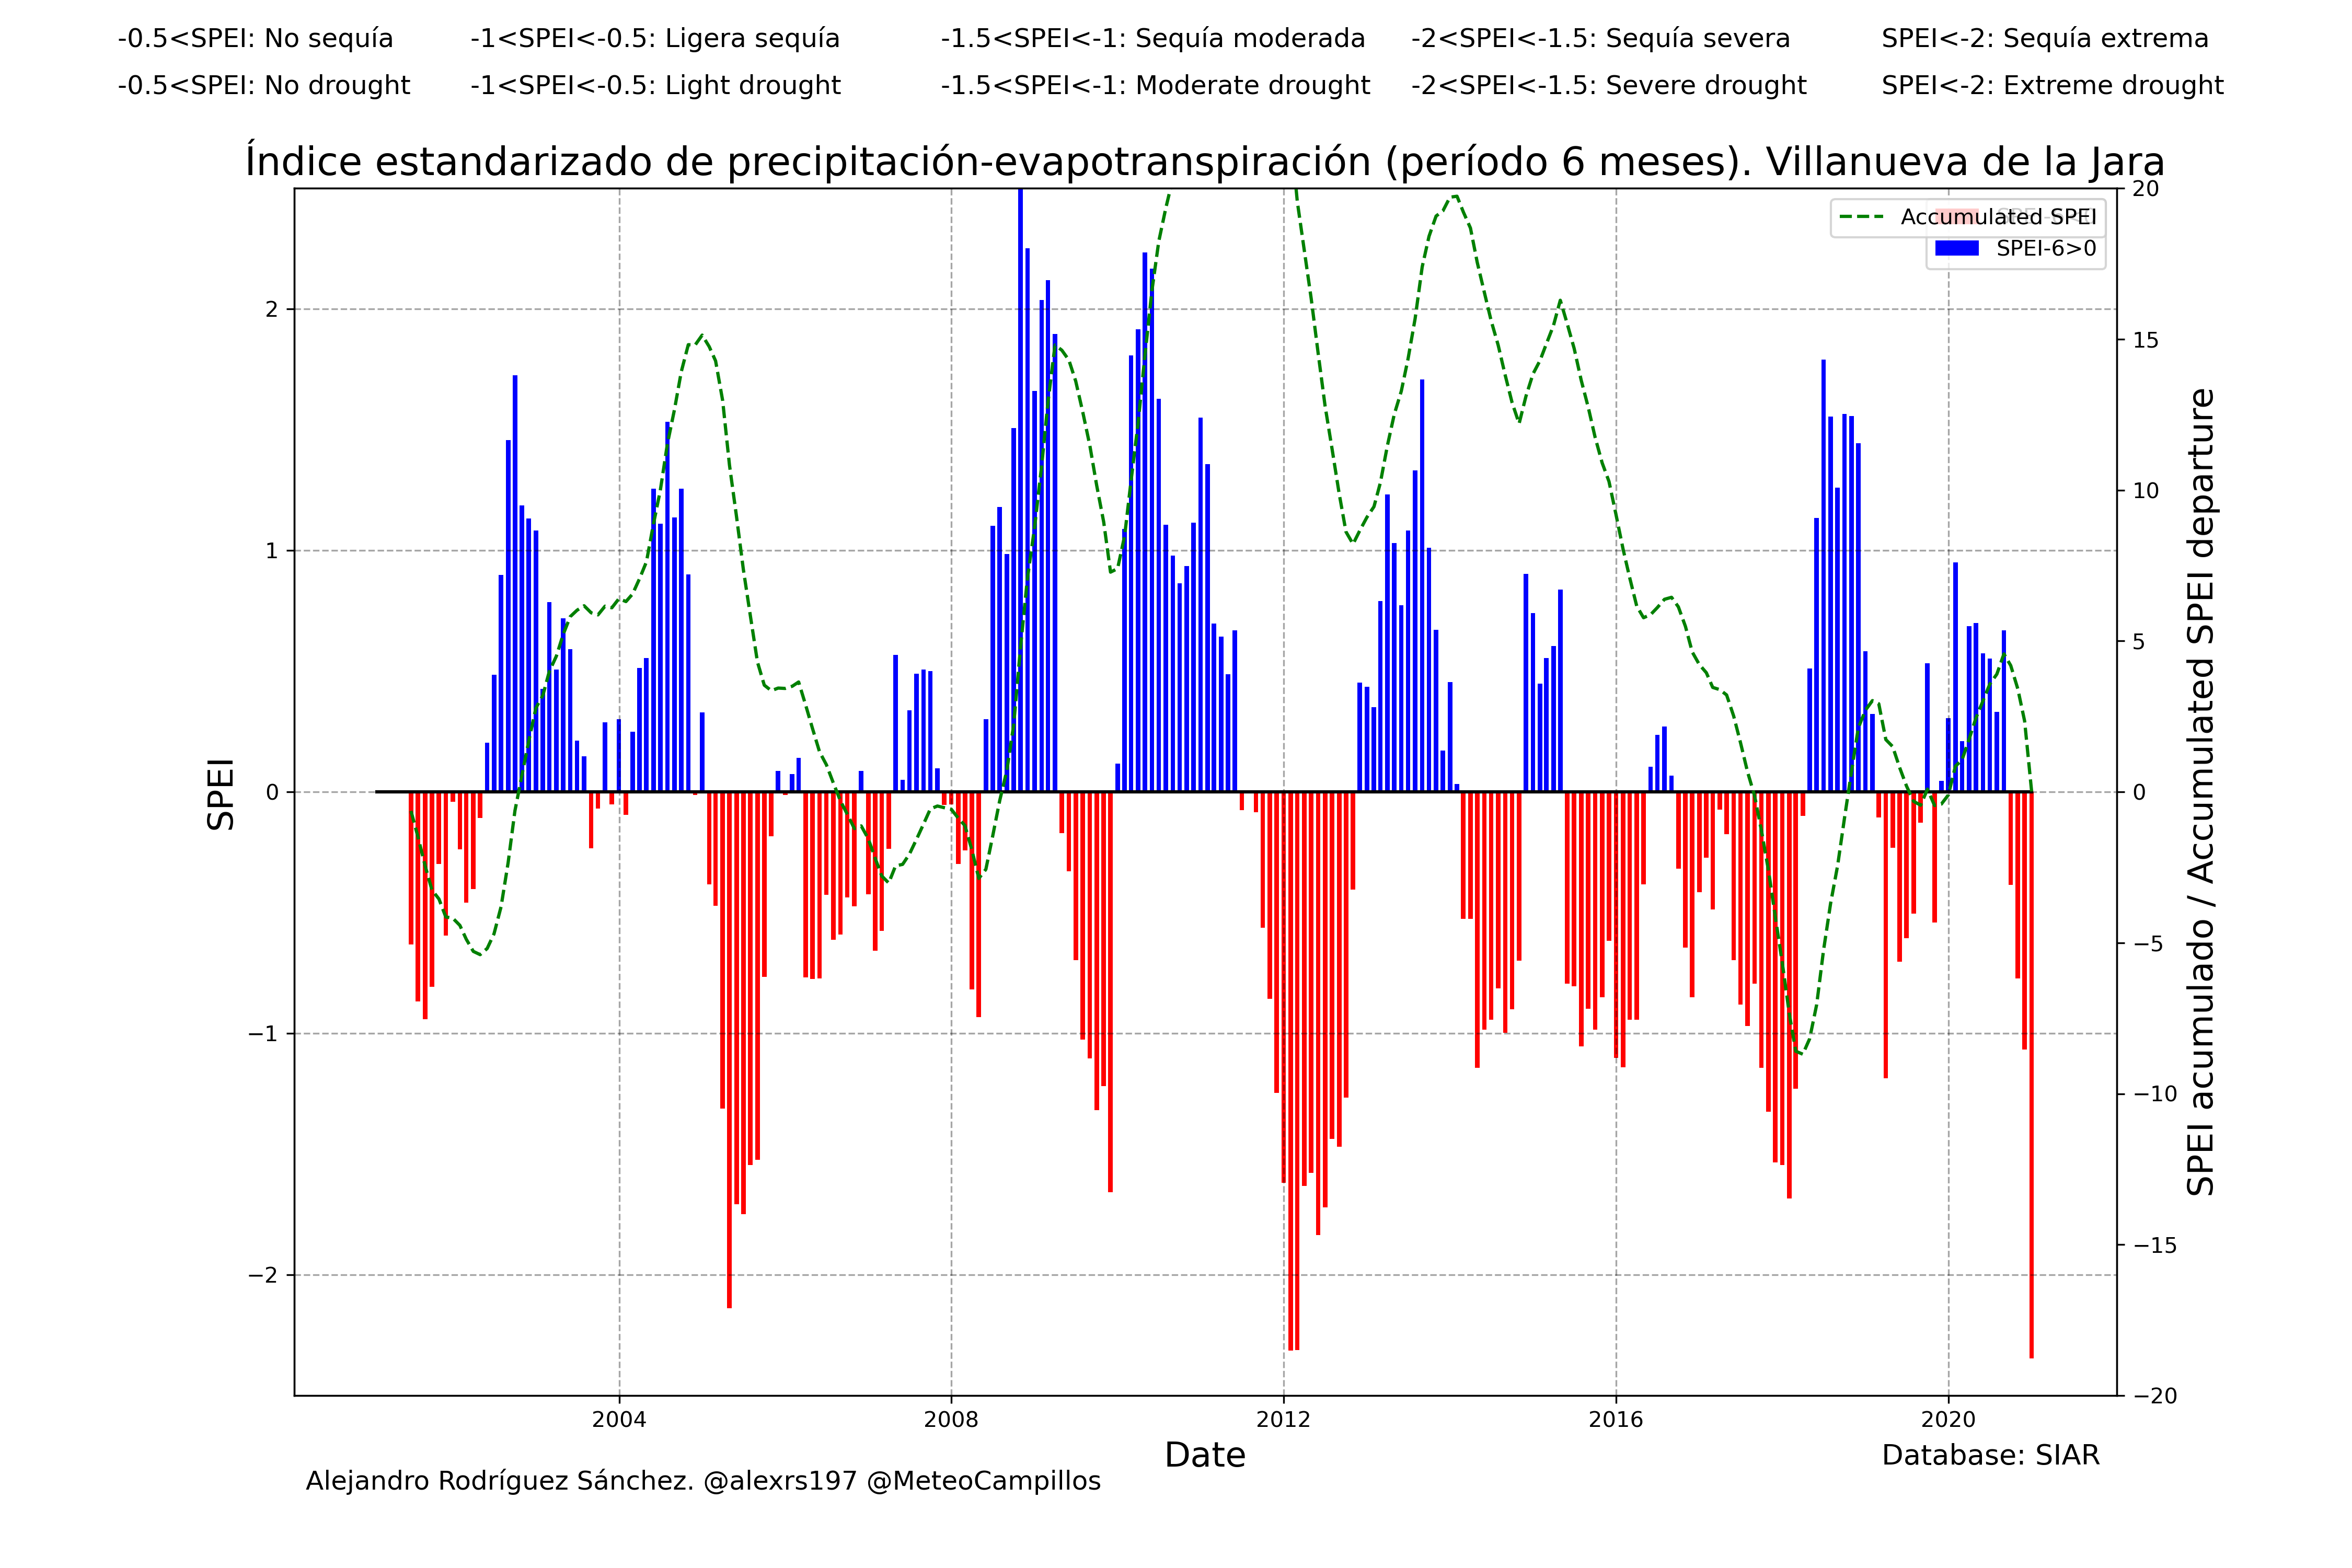 -0.5<SPEI: No sequía -1<SPEI<-0.5: Ligera sequía -1.5<SPEI<-1: Sequía moderada -2<SPEI<-1.5: Sequía severa SPEI<-2: Sequía extrema
-0.5<SPEI: No drought -1<SPEI<-0.5: Light drought -1.5<SPEI<-1: Moderate drought -2<SPEI<-1.5: Severe drought SPEI<-2: Extreme drought
Índice estandarizado de precipitación-evapotranspiración (período 6 meses). Villanueva de la Jara
Accumulated SPEI
SPEI-6>0
SPEI
2
1
0
−1
−2
20
15
10
5
0
−5
−10
−15
−20
SPEI acumulado / Accumulated SPEI departure
2004 2008 2012 2016 2020
Date
Database: SIAR
Alejandro Rodríguez Sánchez. @alexrs197 @MeteoCampillos